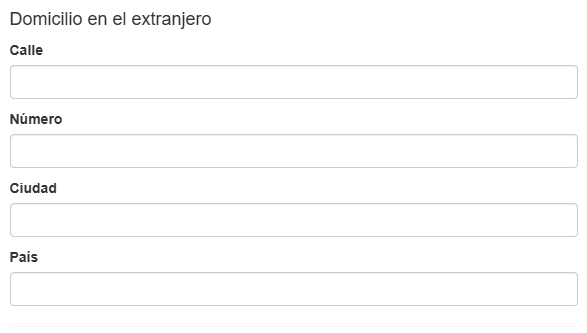 Domicilio en el extranjero
Calle
Número
Ciudad
País